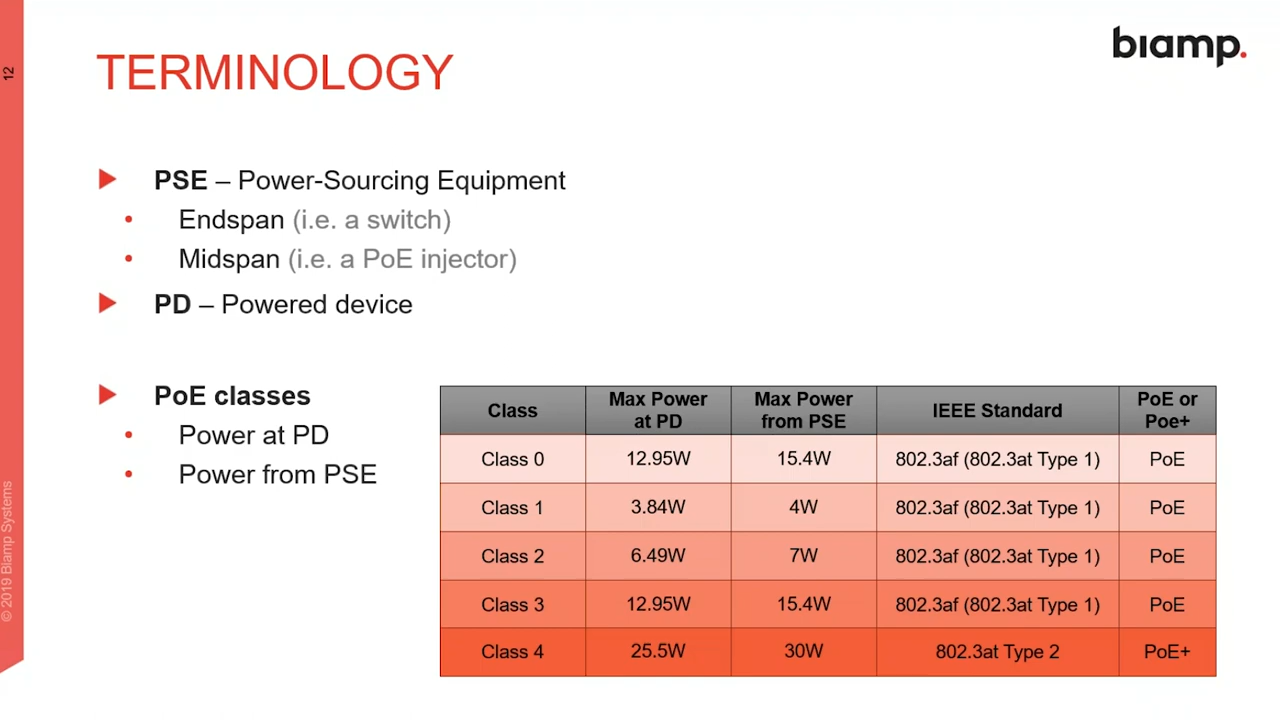 biamp.
12
TERMINOLOGY
PSE – Power-Sourcing Equipment
Endspan (i.e. a switch)
Midspan (i.e. a PoE injector)
PD – Powered device
PoE classes
Power at PD
Power from PSE
Class Max Power at PD Max Power from PSE IEEE Standard PoE or Poe+
Class 0 12.95W 15.4W 802.3af (802.3at Type 1) PoE
Class 1 3.84W 4W 802.3af (802.3at Type 1) PoE
Class 2 6.49W 7W 802.3af (802.3at Type 1) PoE
Class 3 12.95W 15.4W 802.3af (802.3at Type 1) PoE
Class 4 25.5W 30W 802.3at Type 2 PoE+
© 2019 Biamp Systems